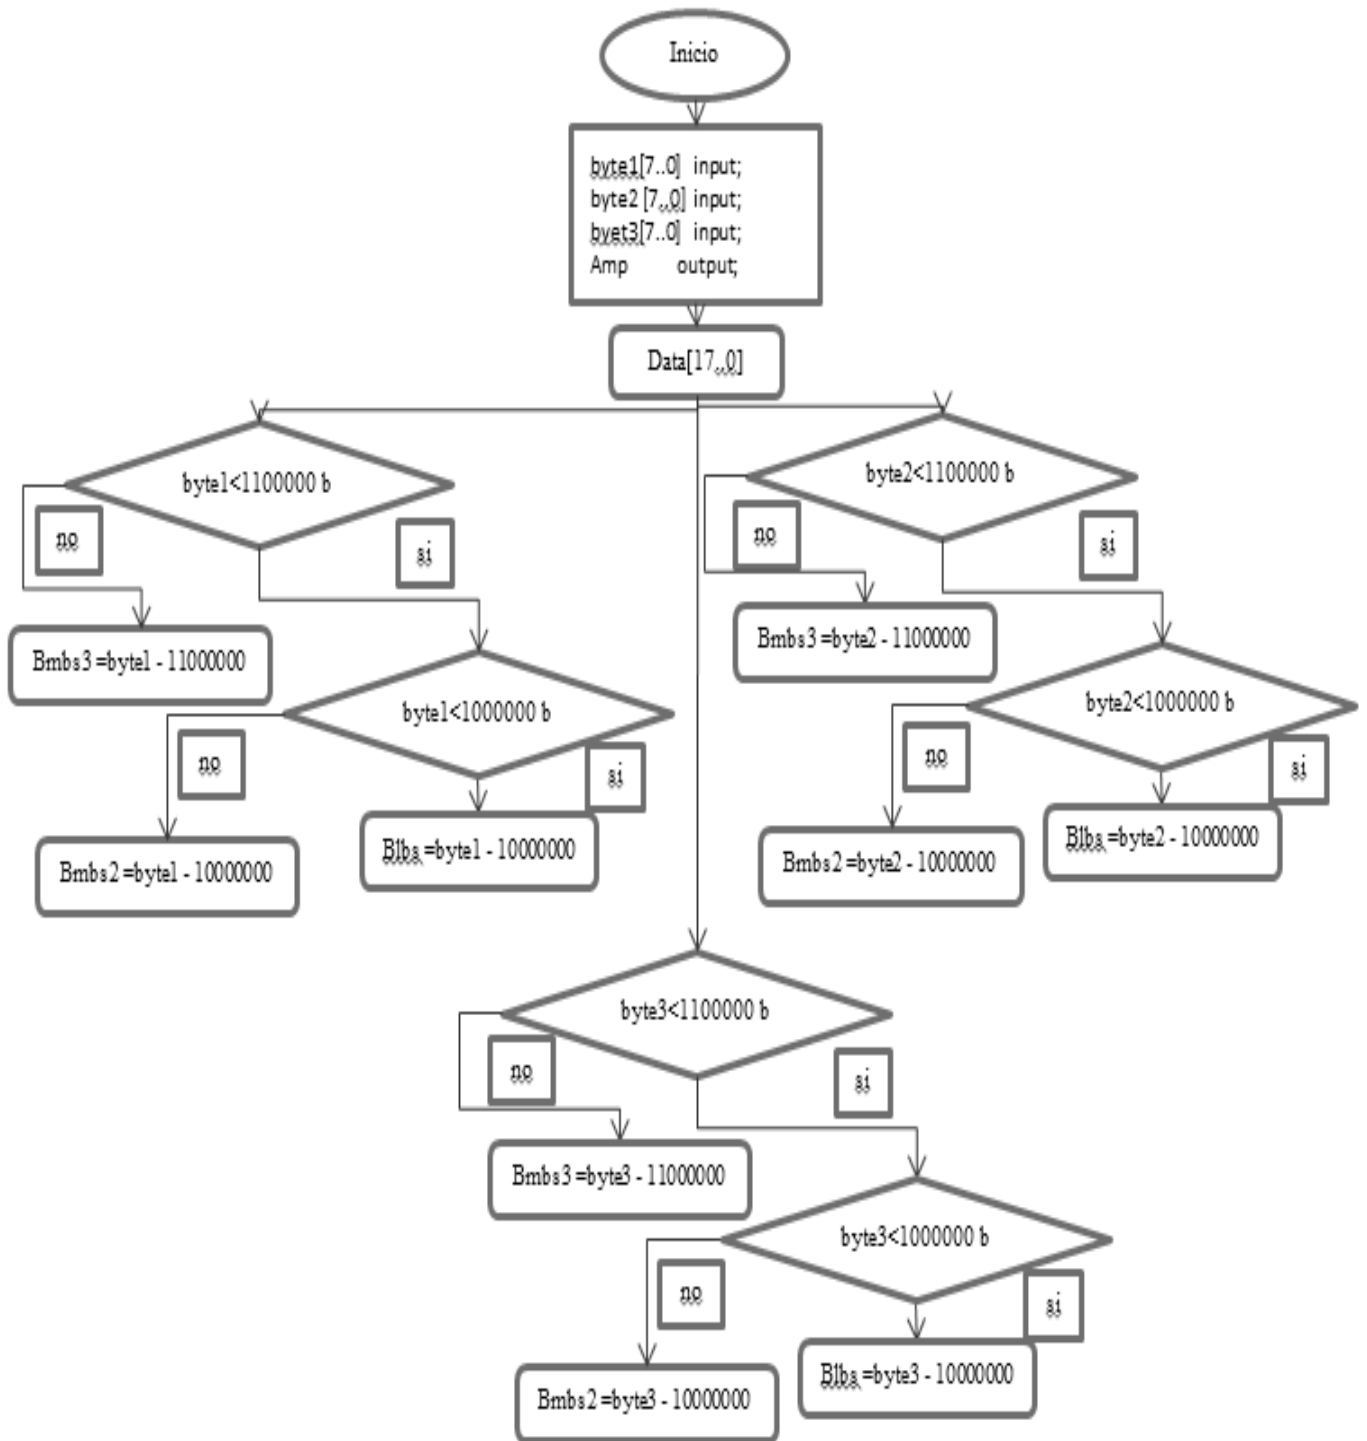 Inicio
byte1[7..0] input;
byte2 [7..0] input;
byet3[7..0] input;
Amp output;
Data[17..0]
byte1<1100000 b
byte2<1100000 b
no
si
no
si
Bmbs3 =byte1 - 11000000
Bmbs3 =byte2 - 11000000
byte1<1000000 b
byte2<1000000 b
no
si
no
si
Bmbs2 =byte1 - 10000000
Blbs =byte1 - 10000000
Bmbs2 =byte2 - 10000000
Blbs =byte2 - 10000000
byte3<1100000 b
no
si
Bmbs3 =byte3 - 11000000
byte3<1000000 b
no
si
Bmbs2 =byte3 - 10000000
Blbs =byte3 - 10000000